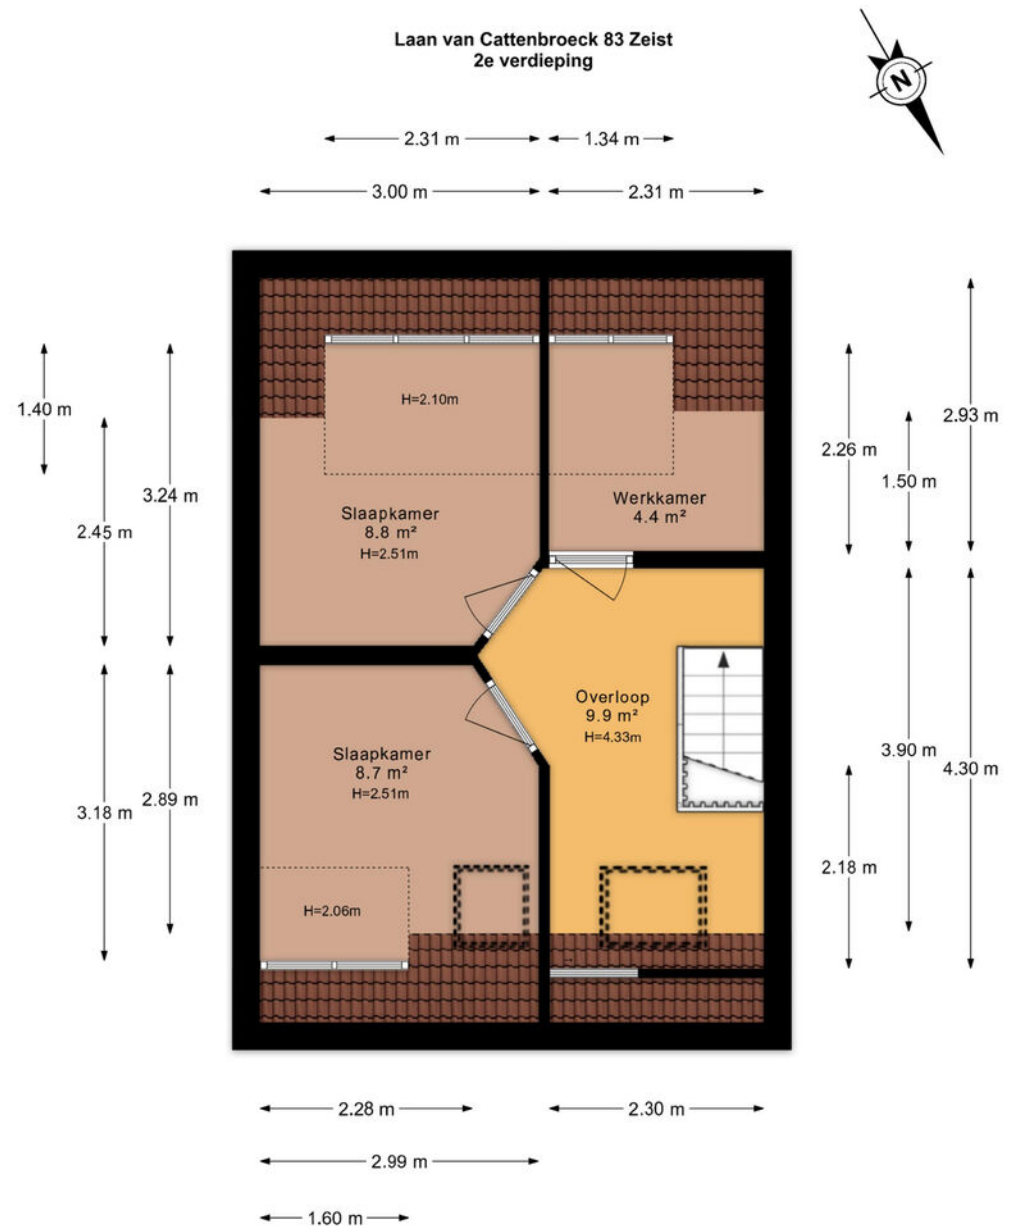 Laan van Cattenbroeck 83 Zeist
2e verdieping
N
2.31 m
1.34 m
3.00 m
2.31 m
1.40 m
2.45 m
3.24 m
3.18 m
2.89 m
H=2.10m
Slaapkamer
8.8 m²
H=2.51m
Werkkamer
4.4 m²
Overloop
9.9 m²
H=4.33m
Slaapkamer
8.7 m²
H=2.51m
H=2.06m
2.26 m
1.50 m
2.93 m
3.90 m
4.30 m
2.18 m
2.28 m
2.30 m
2.99 m
1.60 m